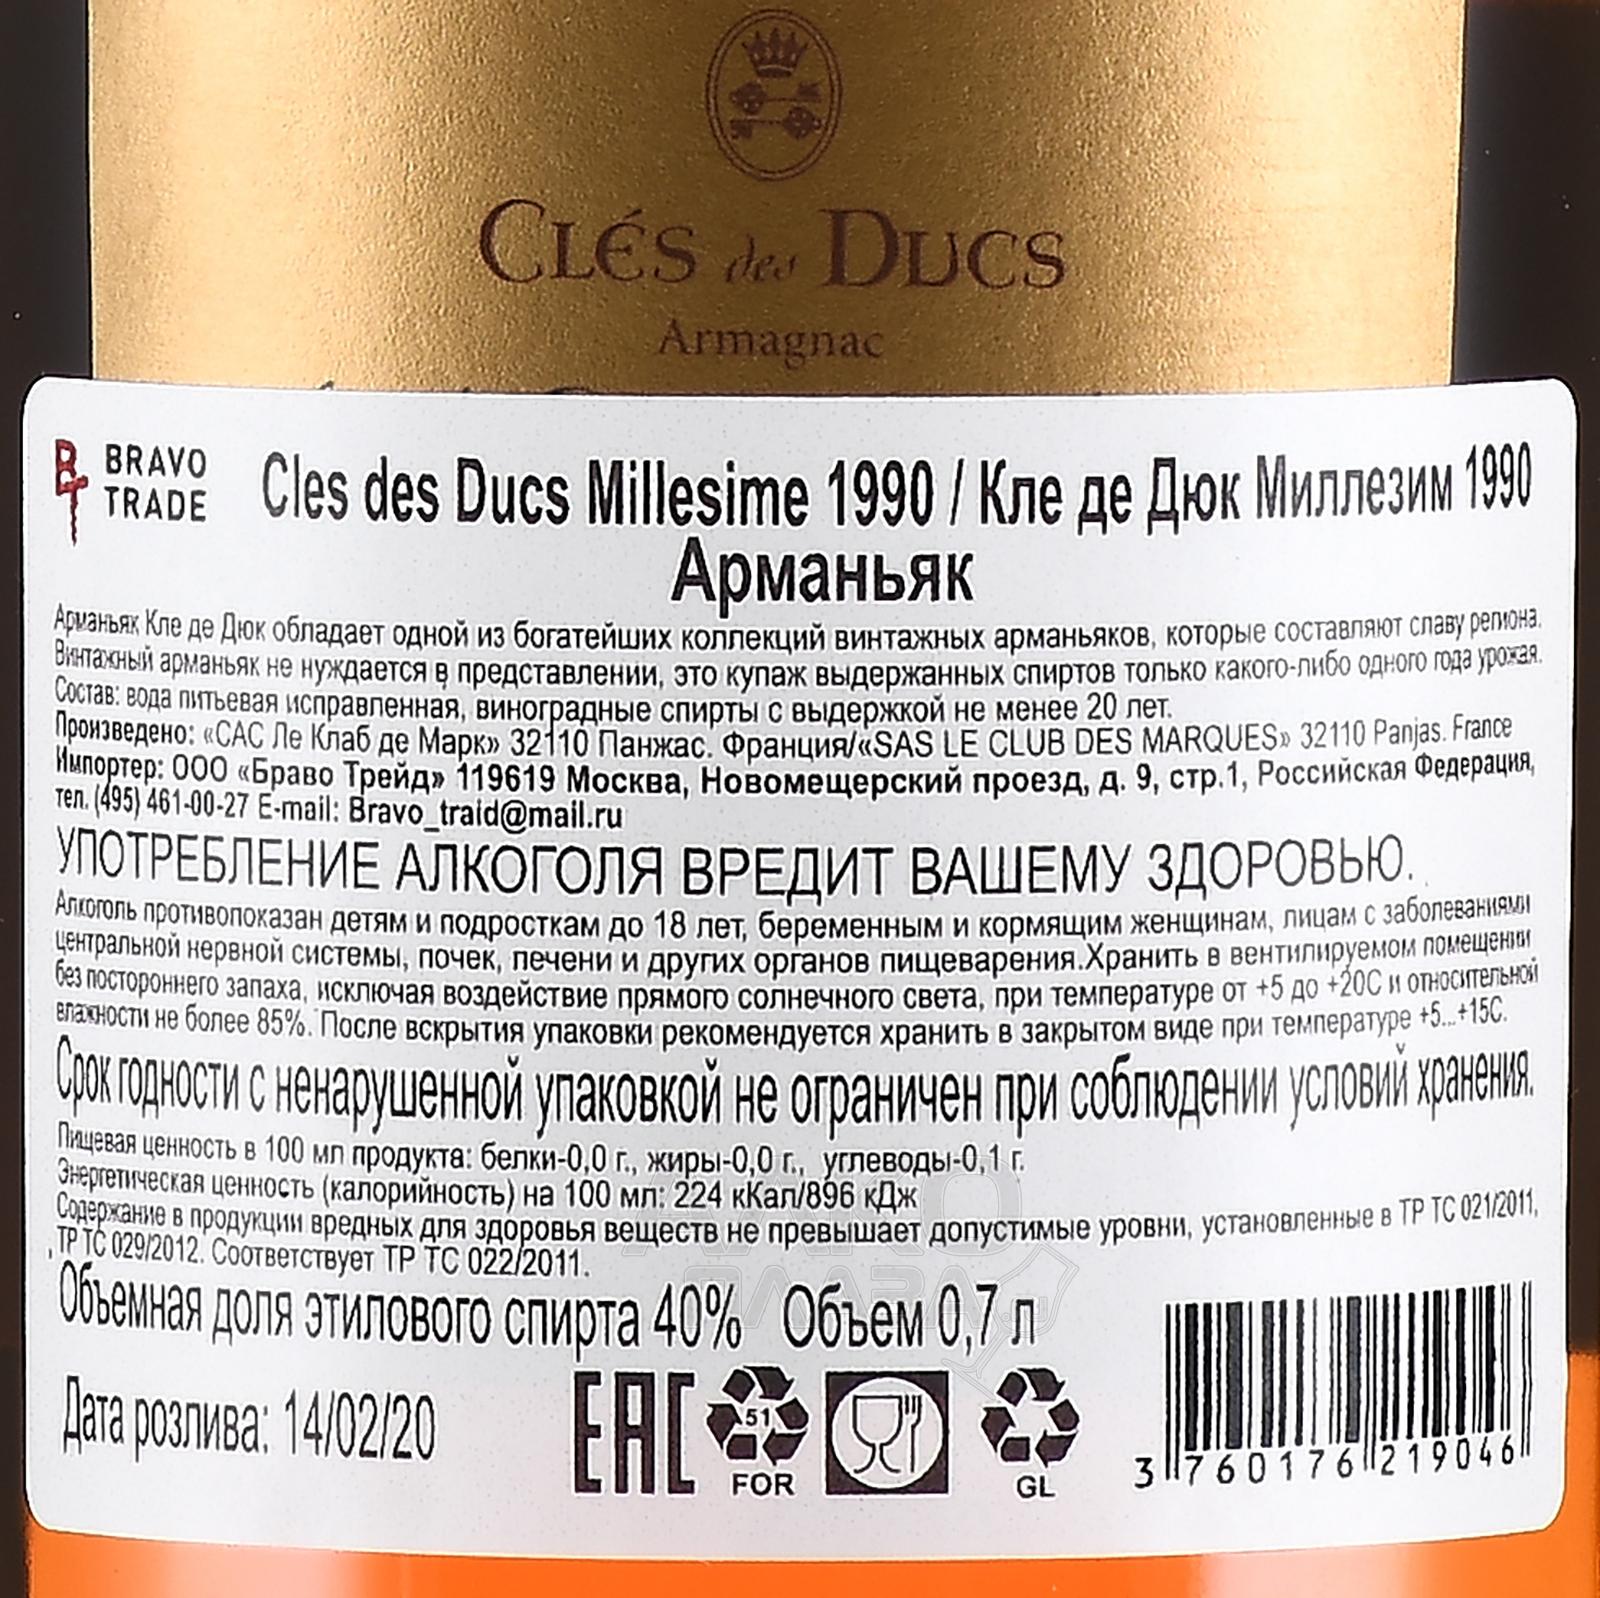 CLÉS des DUCS
Armagnac
BRAVO
TRADE
Cles des Ducs Millesime 1990 / Кле де Дюк Миллезим 1990
Арманьяк
Арманьяк Кле де Дюк обладает одной из богатейших коллекций винтажных арманьяков, которые составляют славу региона.
Винтажный арманьяк не нуждается в представлении, это купаж выдержанных спиртов только какого-либо одного года урожая.
Состав: вода питьевая исправленная, виноградные спирты с выдержкой не менее 20 лет.
Произведено: «САС Ле Клаб де Марк» 32110 Панжас. Франция/«SAS LE CLUB DES MARQUES» 32110 Panjas. France
Импортер: ООО «Браво Трейд» 119619 Москва, Новомещерский проезд, д. 9, стр.1, Российская Федерация,
тел. (495) 461-00-27 E-mail: Bravo_traid@mail.ru
УПОТРЕБЛЕНИЕ АЛКОГОЛЯ ВРЕДИТ ВАШЕМУ ЗДОРОВЬЮ.
Алкоголь противопоказан детям и подросткам до 18 лет, беременным и кормящим женщинам, лицам с заболеваниями
центральной нервной системы, почек, печени и других органов пищеварения.Хранить в вентилируемом помещении
без постороннего запаха, исключая воздействие прямого солнечного света, при температуре от +5 до +20С и относительной
влажности не более 85%. После вскрытия упаковки рекомендуется хранить в закрытом виде при температуре +5...+15С.
Срок годности с ненарушенной упаковкой не ограничен при соблюдении условий хранения.
Пищевая ценность в 100 мл продукта: белки-0,0 г., жиры-0,0 г., углеводы-0,1 г.
Энергетическая ценность (калорийность) на 100 мл: 224 кКал/896 кДж
Содержание в продукции вредных для здоровья веществ не превышает допустимые уровни, установленные в ТР ТС 021/2011,
, ТР ТС 029/2012. Соответствует ТР ТС 022/2011.
Объемная доля этилового спирта 40% Объем 0,7 л
Дата розлива: 14/02/20
EAC
51
FOR
GL
3 760176 219046